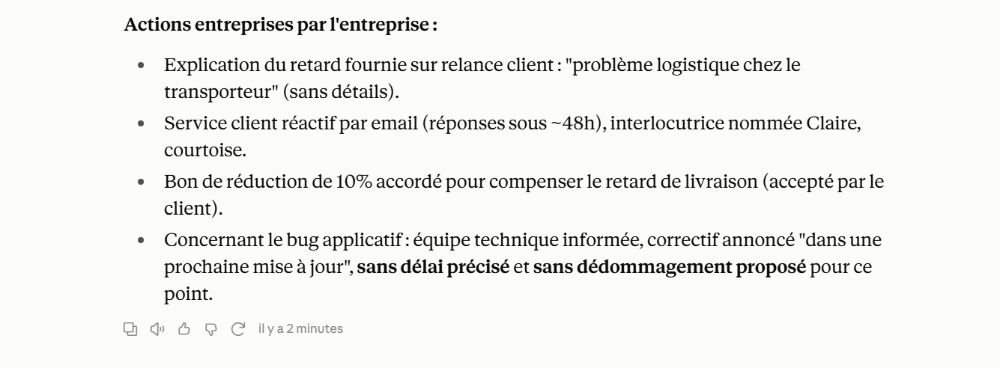 Actions entreprises par l'entreprise :
Explication du retard fournie sur relance client : "problème logistique chez le
transporteur" (sans détails).
Service client réactif par email (réponses sous ~48h), interlocutrice nommée Claire,
courtoise.
Bon de réduction de 10% accordé pour compenser le retard de livraison (accepté par le
client).
Concernant le bug applicatif : équipe technique informée, correctif annoncé "dans une
prochaine mise à jour", sans délai précisé et sans dédommagement proposé pour ce
point.
il y a 2 minutes